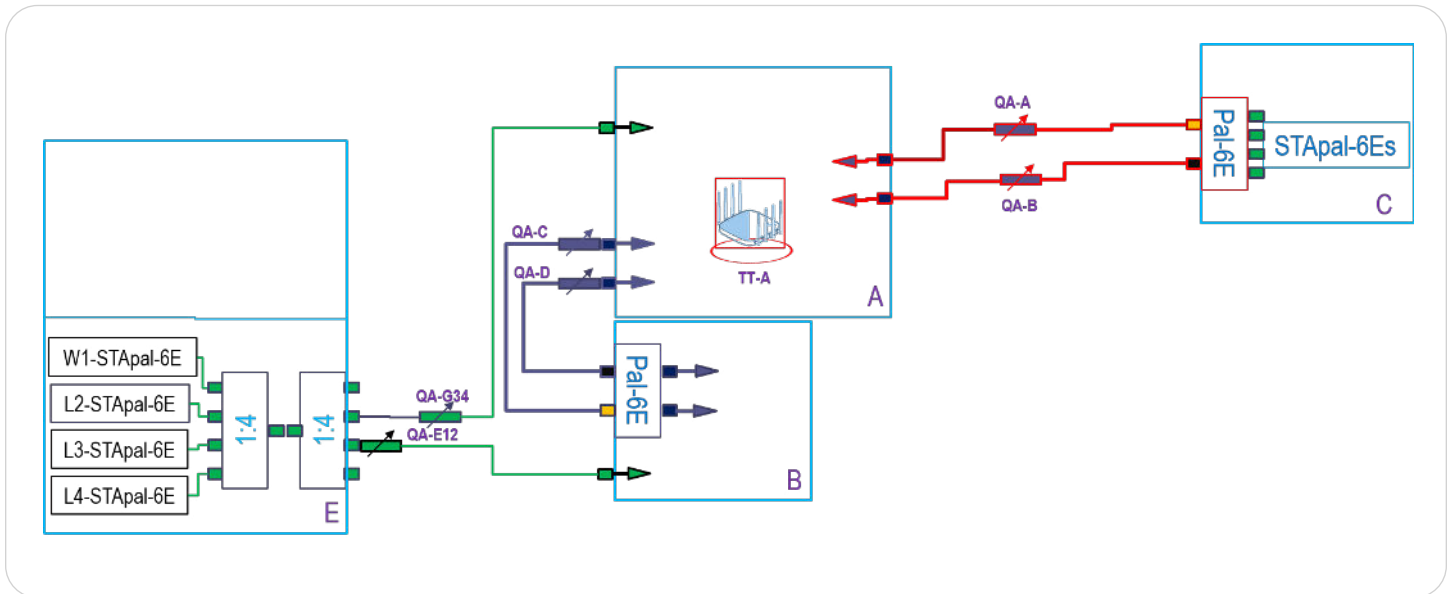 QA-A
QA-B
Pal-6E
STApal-6Es
C
QA-C
QA-D
TT-A
A
W1-STApal-6E
L2-STApal-6E
L3-STApal-6E
L4-STApal-6E
1:4
1:4
E
QA-G34
QA-E12
Pal-6E
B